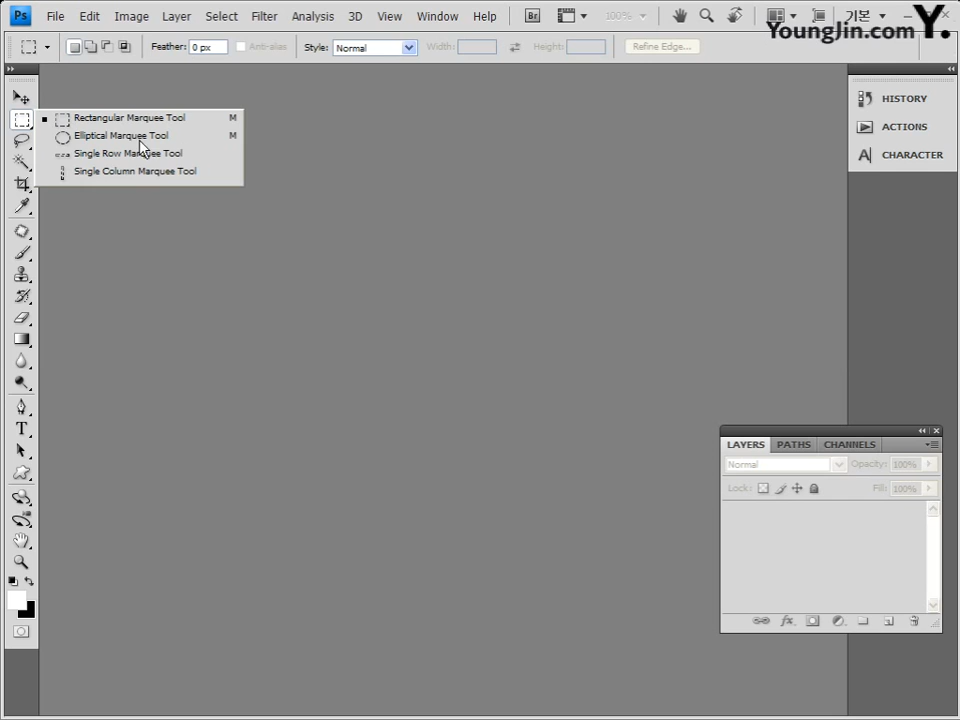 Ps File Edit Image Layer Select Filter Analysis 3D View Window Help Br 100% 기본
YoungJin.com Y.
Feather: 0 px Anti-alias Style: Normal Width: Height: Refine Edge...
Rectangular Marquee Tool M
Elliptical Marquee Tool M
Single Row Marquee Tool
Single Column Marquee Tool
HISTORY
ACTIONS
CHARACTER
LAYERS PATHS CHANNELS
Normal Opacity: 100%
Lock: Fill: 100%